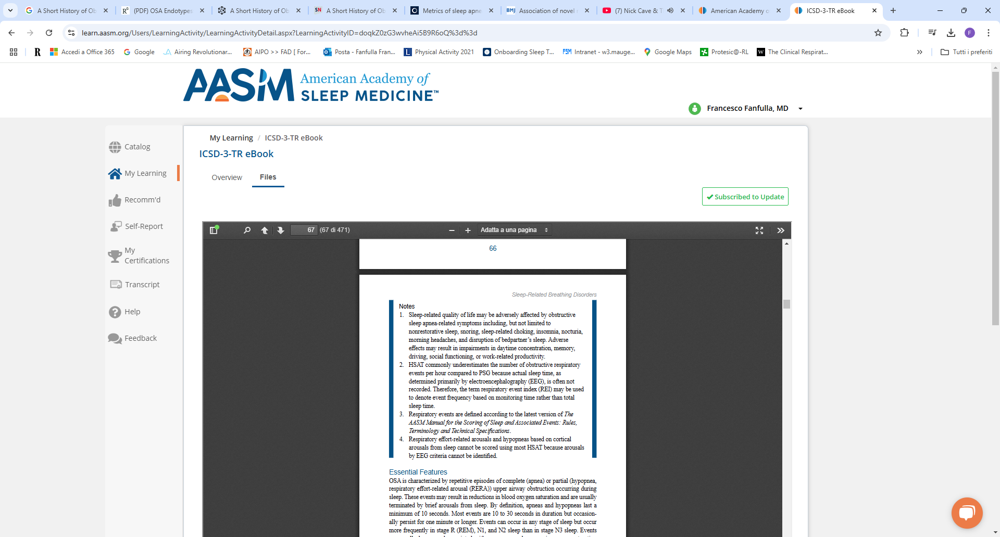 A Short History of Ob
(PDF) OSA Endotypes
A Short History of Ob
A Short History of Ob
Metrics of sleep apne
BMJ Association of novel
(7) Nick Cave & T
American Academy o
ICSD-3-TR eBook
learn.aasm.org/Users/LearningActivity/LearningActivityDetail.aspx?LearningActivityID=doqkZ0zG3wvheAi5B9R6oQ%3d%3d
F
Accedi a Office 365
Google
Airing Revolutionar...
AIPO >> FAD [ For...
Posta - Fanfulla Fran...
Physical Activity 2021
Onboarding Sleep T...
Intranet - w3.mauge...
Google Maps
Protesic@-RL
The Clinical Respirat...
Tutti i preferiti
AASM American Academy of
SLEEP MEDICINE™
Francesco Fanfulla, MD
Catalog
My Learning
Recomm'd
Self-Report
My
Certifications
Transcript
Help
Feedback
My Learning / ICSD-3-TR eBook
ICSD-3-TR eBook
Overview
Files
Subscribed to Update
67 (67 di 471)
Adatta a una pagina
66
Sleep-Related Breathing Disorders
Notes
1. Sleep-related quality of life may be adversely affected by obstructive
sleep apnea-related symptoms including, but not limited to
nonrestorative sleep, snoring, sleep-related choking, insomnia, nocturia,
morning headaches, and disruption of bedpartner's sleep. Adverse
effects may result in impairments in daytime concentration, memory,
driving, social functioning, or work-related productivity.
2. HSAT commonly underestimates the number of obstructive respiratory
events per hour compared to PSG because actual sleep time, as
determined primarily by electroencephalography (EEG), is often not
recorded. Therefore, the term respiratory event index (REI) may be used
to denote event frequency based on monitoring time rather than total
sleep time.
3. Respiratory events are defined according to the latest version of The
AASM Manual for the Scoring of Sleep and Associated Events: Rules,
Terminology and Technical Specifications.
4. Respiratory effort-related arousals and hypopneas based on cortical
arousals from sleep cannot be scored using most HSAT because arousals
by EEG criteria cannot be identified.
Essential Features
OSA is characterized by repetitive episodes of complete (apnea) or partial (hypopnea,
respiratory effort-related arousal (RERA)) upper airway obstruction occurring during
sleep. These events may result in reductions in blood oxygen saturation and are usually
terminated by brief arousals from sleep. By definition, apneas and hypopneas last a
minimum of 10 seconds. Most events are 10 to 30 seconds in duration but occasion-
ally persist for one minute or longer. Events can occur in any stage of sleep but occur
more frequently in stage R (REM), N1, and N2 sleep than in stage N3 sleep. Events